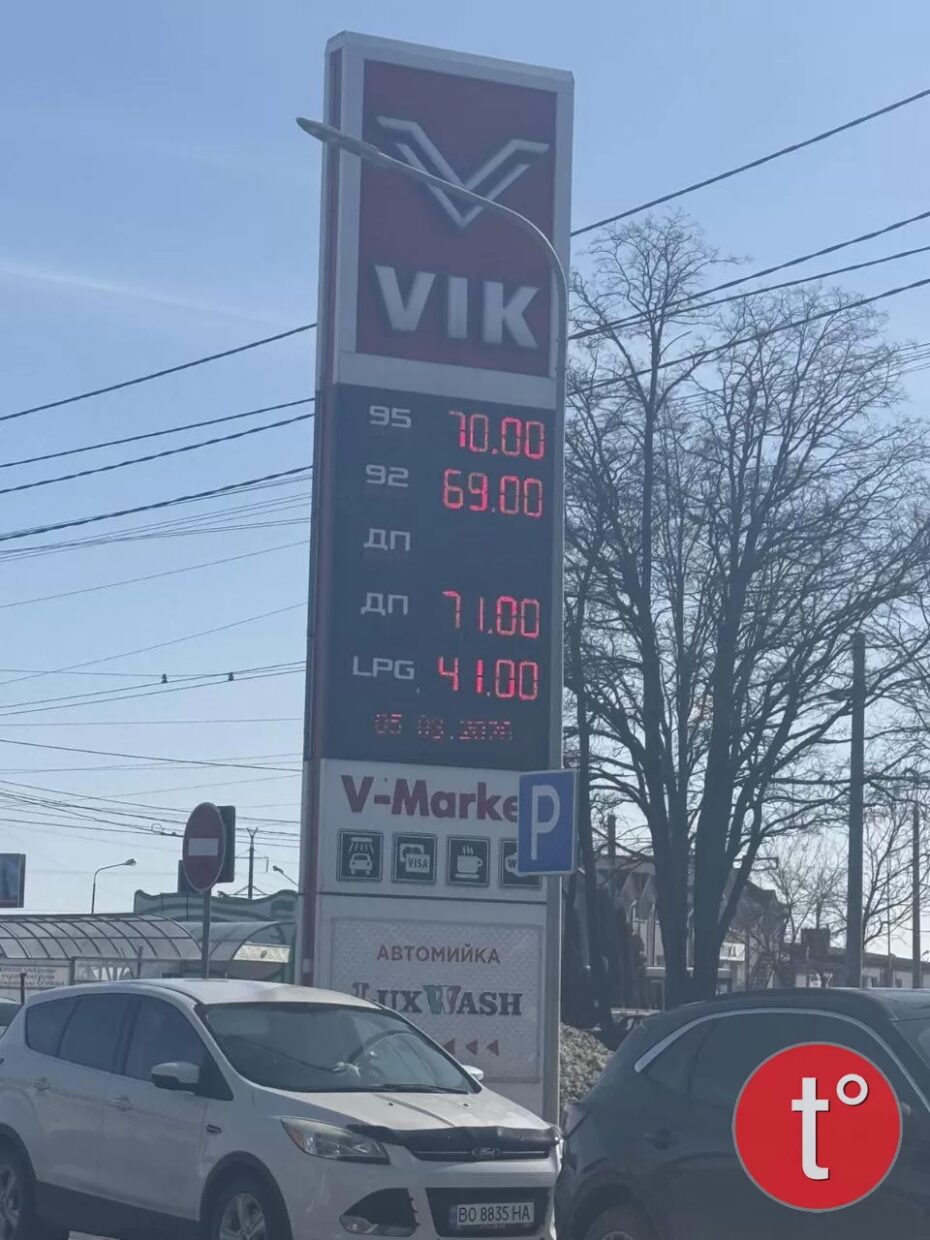 VIK
95 70.00
92 69.00
ДП
ДП 71.00
LPG 41.00
V-Marke
P
VISA
АВТОМИЙКА
LUXWASH
BO 8835 HA
t°